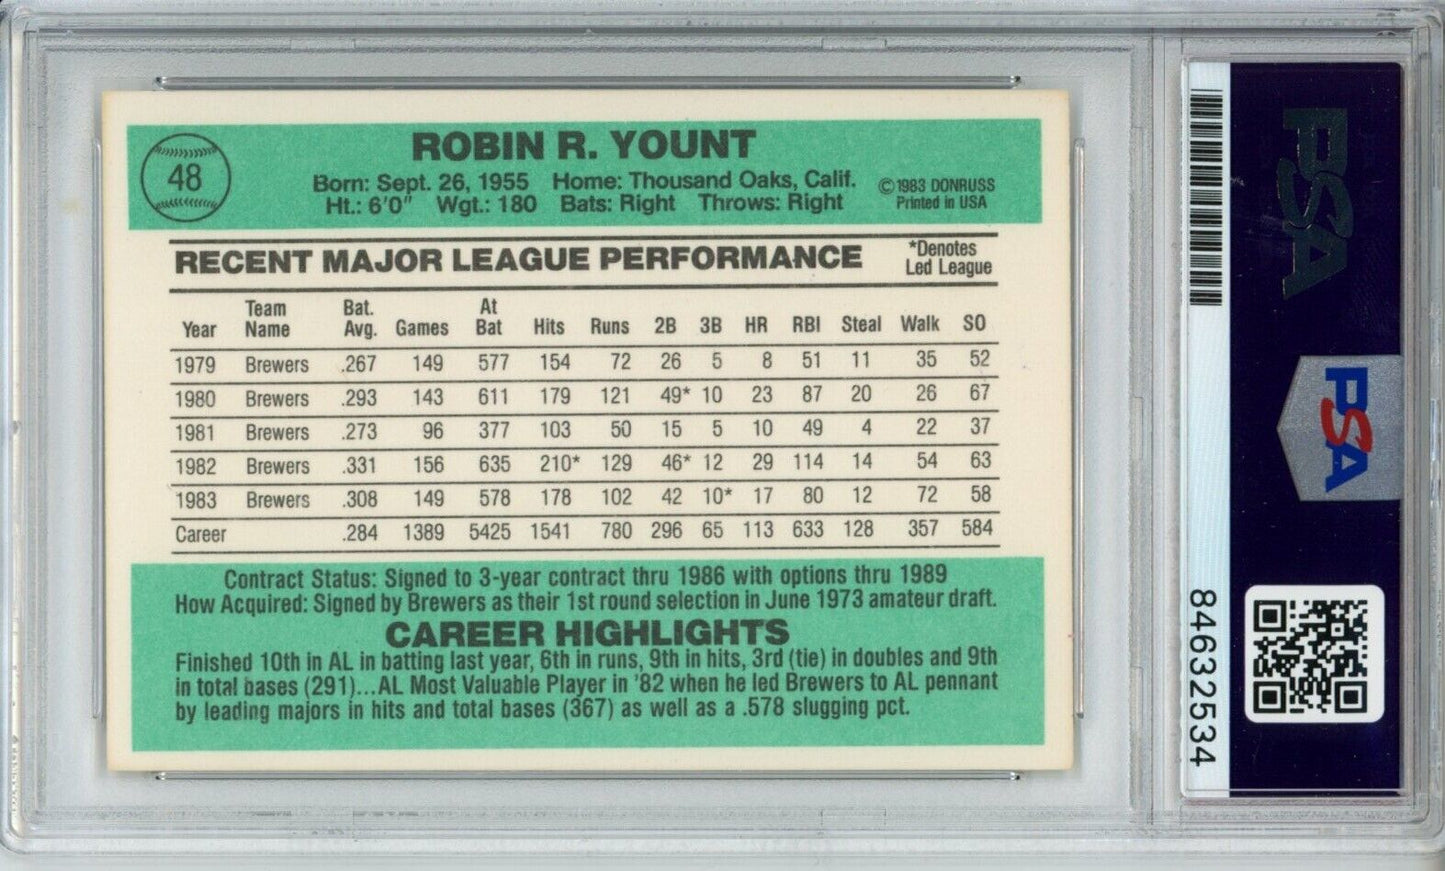 48
ROBIN R. YOUNT
Born: Sept. 26, 1955 Home: Thousand Oaks, Calif.
Ht.: 6'0" Wgt.: 180 Bats: Right Throws: Right
©1983 DONRUSS
Printed in USA
RECENT MAJOR LEAGUE PERFORMANCE
*Denotes
Led League
Year Team Name Bat. Avg. Games At Bat Hits Runs 2B 3B HR RBI Steal Walk SO
1979 Brewers .267 149 577 154 72 26 5 8 51 11 35 52
1980 Brewers .293 143 611 179 121 49* 10 23 87 20 26 67
1981 Brewers .273 96 377 103 50 15 5 10 49 4 22 37
1982 Brewers .331 156 635 210* 129 46* 12 29 114 14 54 63
1983 Brewers .308 149 578 178 102 42 10* 17 80 12 72 58
Career .284 1389 5425 1541 780 296 65 113 633 128 357 584
Contract Status: Signed to 3-year contract thru 1986 with options thru 1989
How Acquired: Signed by Brewers as their 1st round selection in June 1973 amateur draft.
CAREER HIGHLIGHTS
Finished 10th in AL in batting last year, 6th in runs, 9th in hits, 3rd (tie) in doubles and 9th
in total bases (291)...AL Most Valuable Player in '82 when he led Brewers to AL pennant
by leading majors in hits and total bases (367) as well as a .578 slugging pct.
PSA
PSA
84632534